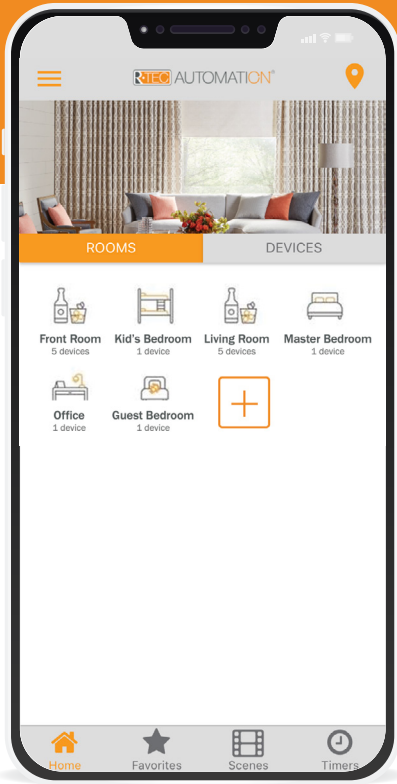 R-TEC AUTOMATION®
ROOMS DEVICES
Front Room Kid's Bedroom Living Room Master Bedroom
5 devices 1 device 5 devices 1 device
Office Guest Bedroom
1 device 1 device
Home Favorites Scenes Timers